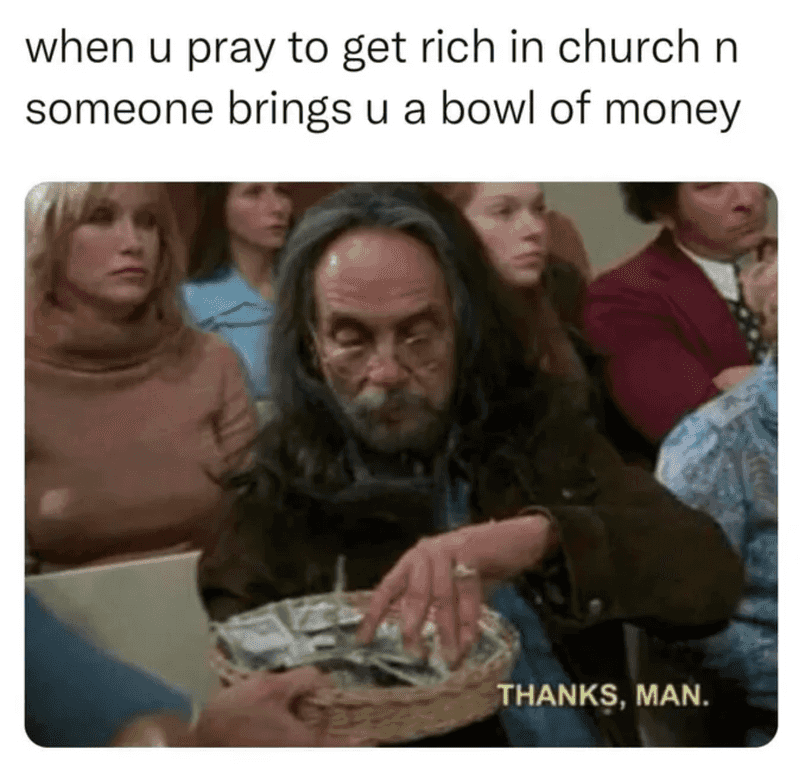 when u pray to get rich in church n
someone brings u a bowl of money
THANKS, MAN.